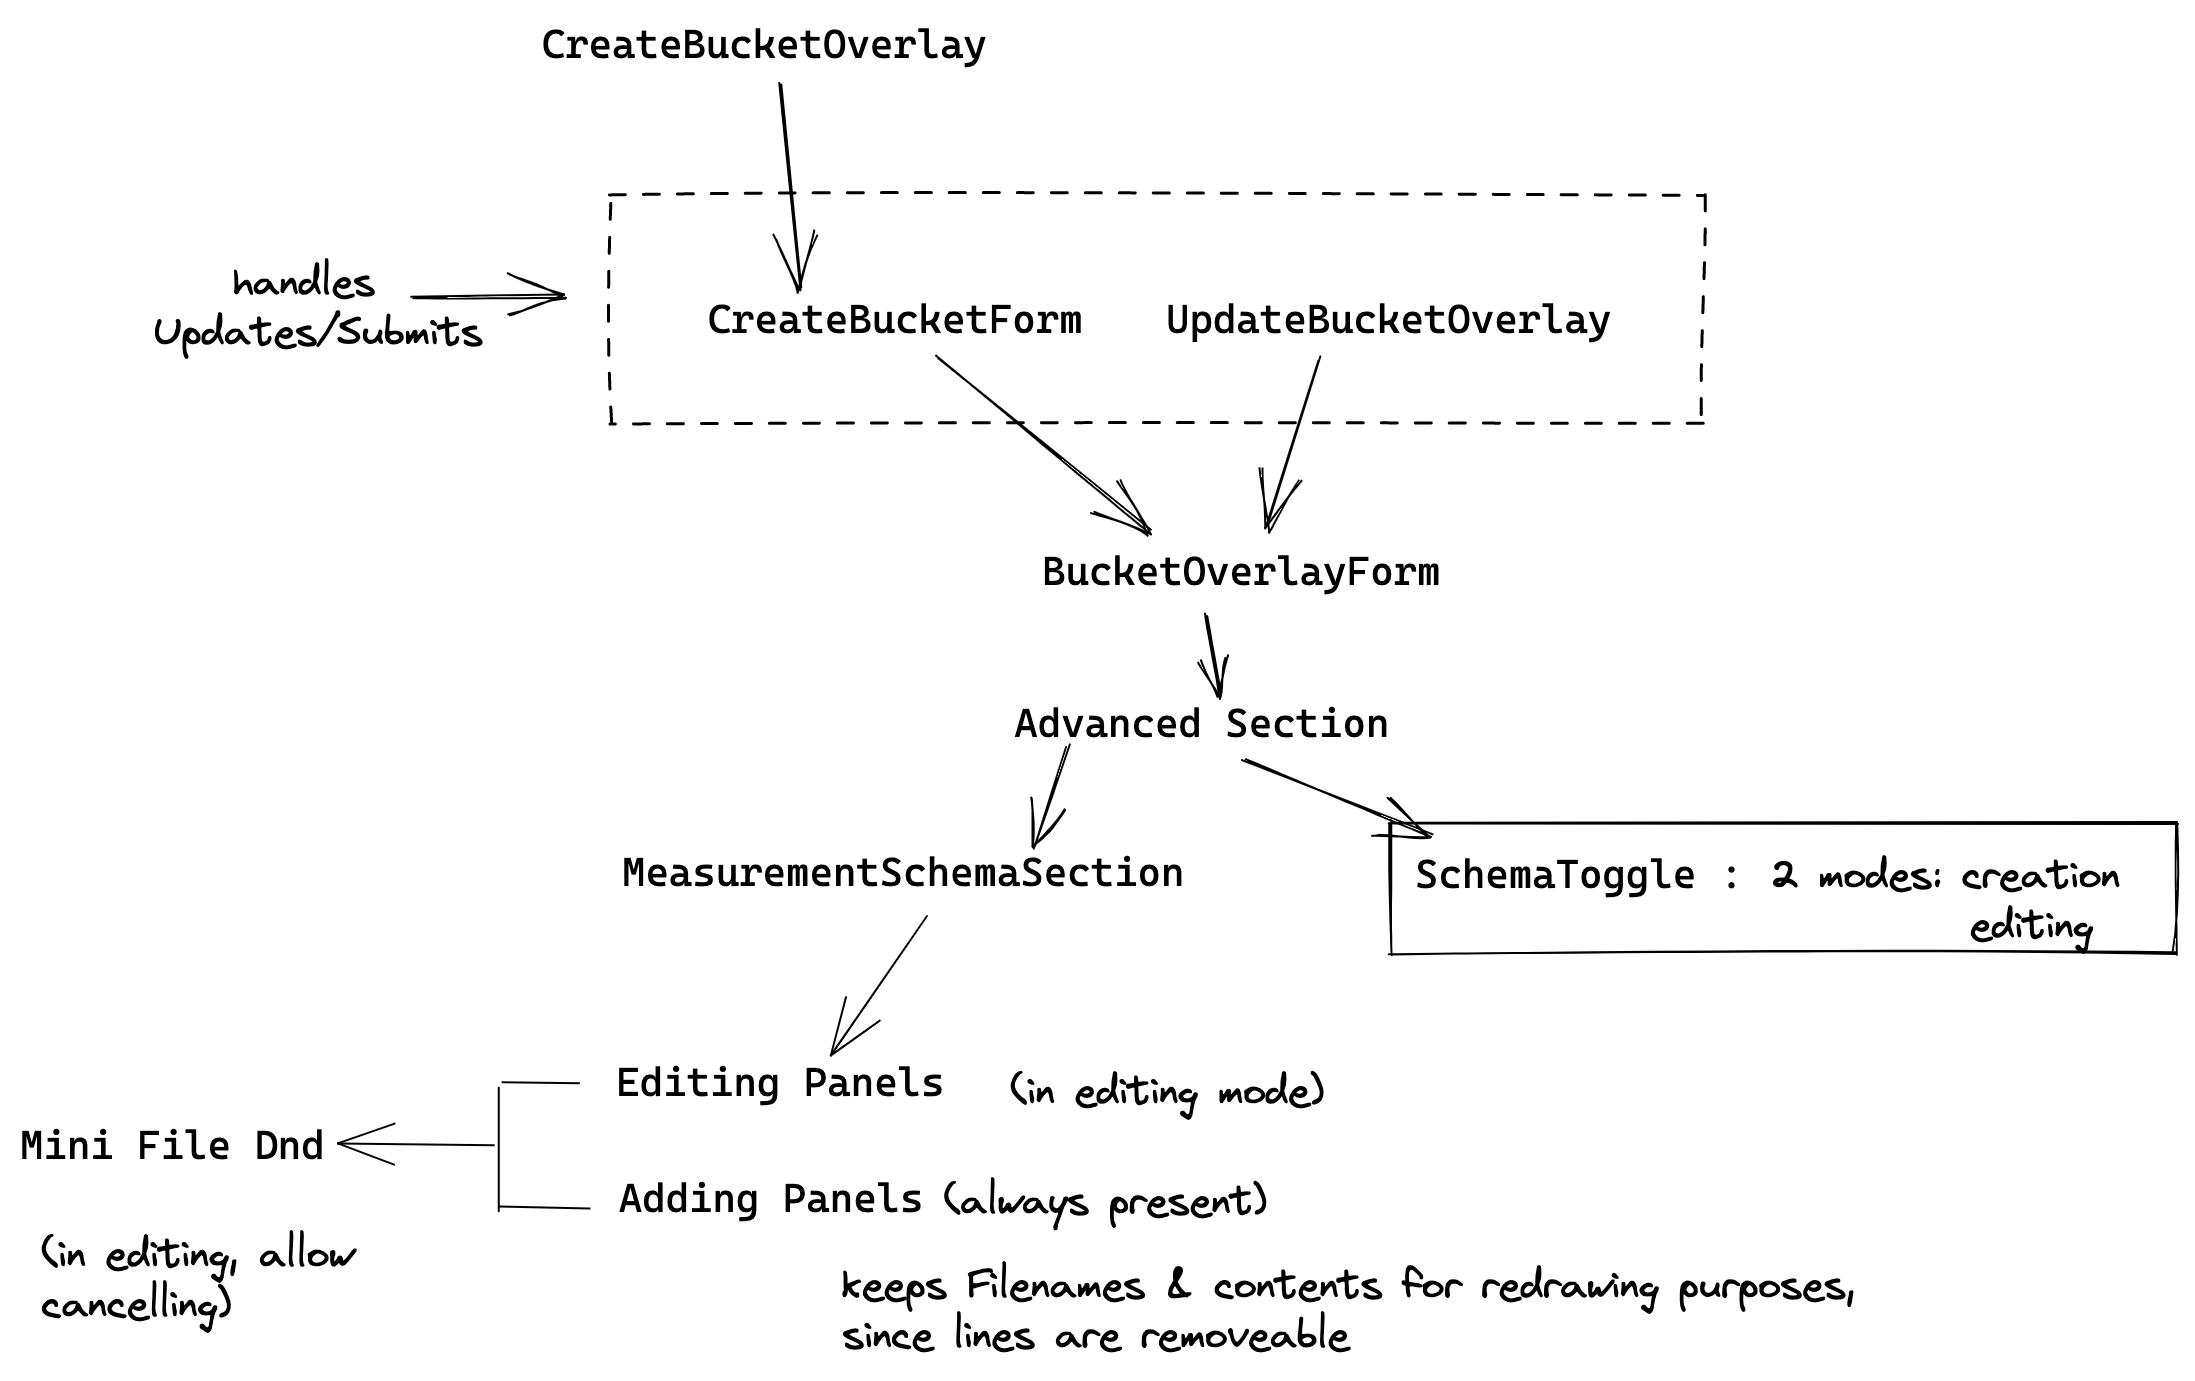 CreateBucketOverlay
handles
Updates/Submits
CreateBucketForm
UpdateBucketOverlay
BucketOverlayForm
Advanced Section
MeasurementSchemaSection
SchemaToggle : 2 modes: creation
editing
Editing Panels (in editing mode)
Mini File Dnd
Adding Panels (always present)
(in editing, allow
cancelling)
keeps Filenames & contents for redrawing purposes,
since lines are removeable